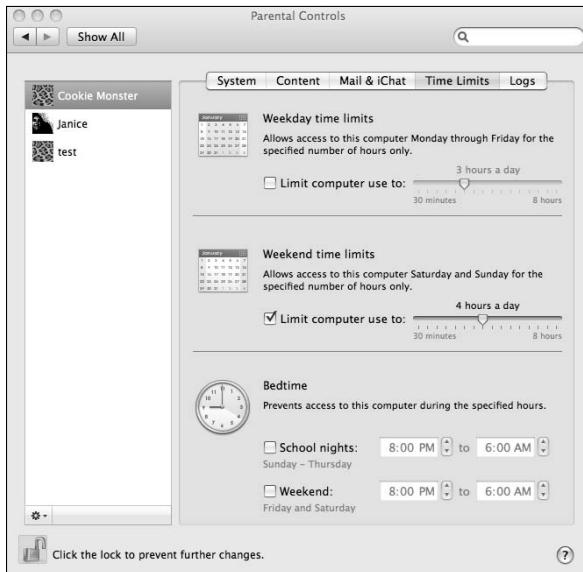 Parental Controls
Show All
System Content Mail & iChat Time Limits Logs
Cookie Monster
Janice
test
Weekday time limits
Allows access to this computer Monday through Friday for the
specified number of hours only.
3 hours a day
Limit computer use to:
30 minutes 8 hours
Weekend time limits
Allows access to this computer Saturday and Sunday for the
specified number of hours only.
4 hours a day
Limit computer use to:
30 minutes 8 hours
Bedtime
Prevents access to this computer during the specified hours.
School nights: 8:00 PM to 6:00 AM
Sunday – Thursday
Weekend: 8:00 PM to 6:00 AM
Friday and Saturday
Click the lock to prevent further changes.
?